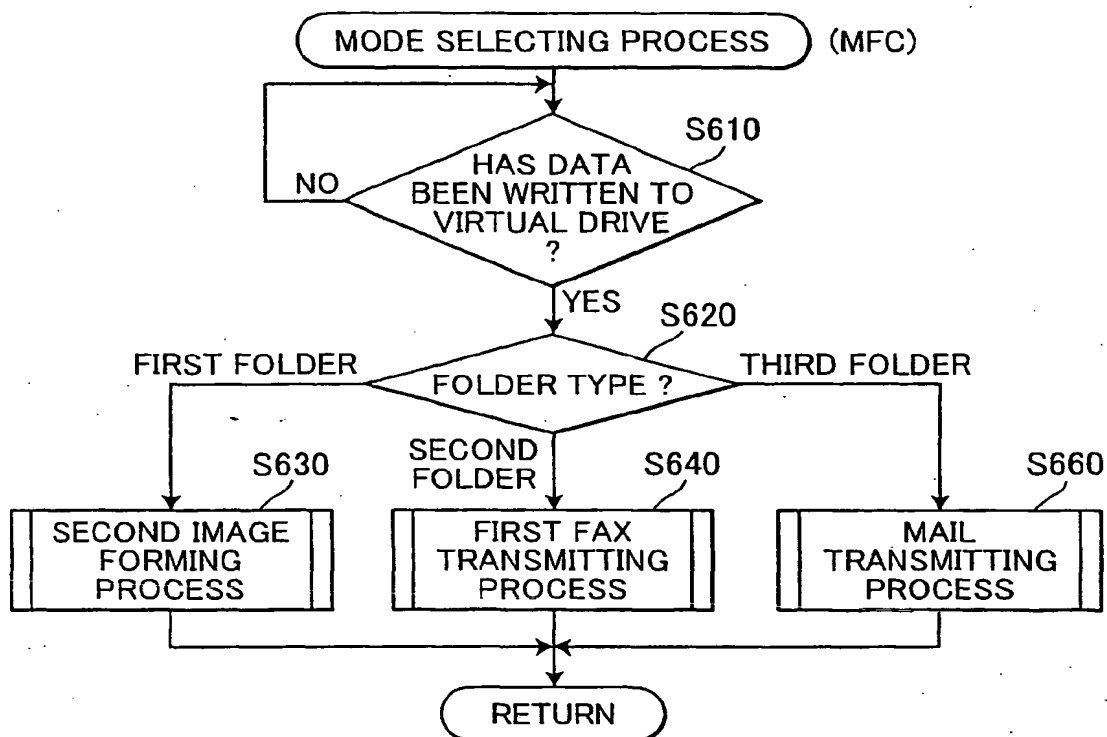 MODE SELECTING PROCESS (MFC)
S610
HAS DATA
BEEN WRITTEN TO
VIRTUAL DRIVE
?
NO
YES
S620
FIRST FOLDER
FOLDER TYPE ?
THIRD FOLDER
SECOND
FOLDER
S630
SECOND IMAGE
FORMING
PROCESS
S640
FIRST FAX
TRANSMITTING
PROCESS
S660
MAIL
TRANSMITTING
PROCESS
RETURN